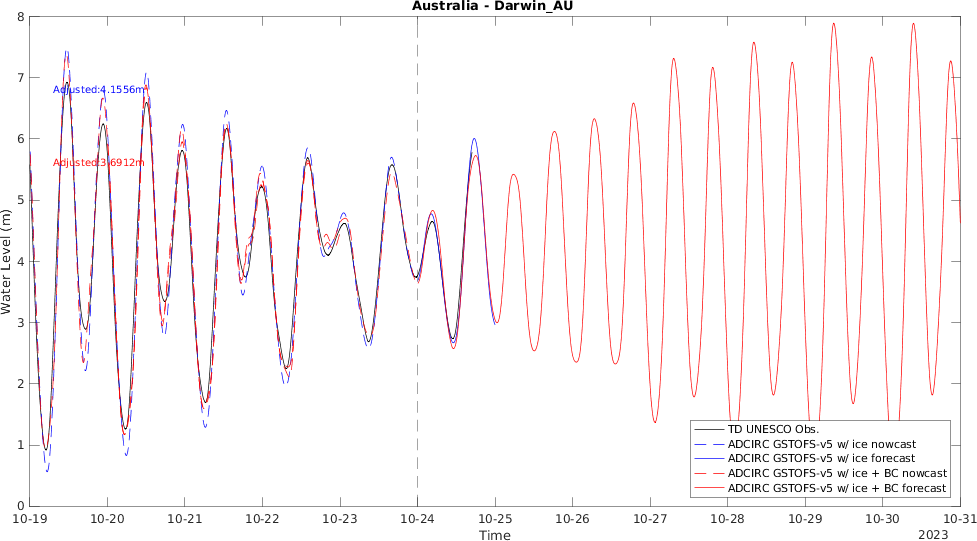 Australia - Darwin_AU
Water Level (m)
8
7
6
5
4
3
2
1
0
Adjusted:4.1556m
Adjusted:3.6912m
TD UNESCO Obs.
ADCIRC GSTOFS-v5 w/ ice nowcast
ADCIRC GSTOFS-v5 w/ ice forecast
ADCIRC GSTOFS-v5 w/ ice + BC nowcast
ADCIRC GSTOFS-v5 w/ ice + BC forecast
10-19 10-20 10-21 10-22 10-23 10-24 10-25 10-26 10-27 10-28 10-29 10-30 10-31
Time
2023